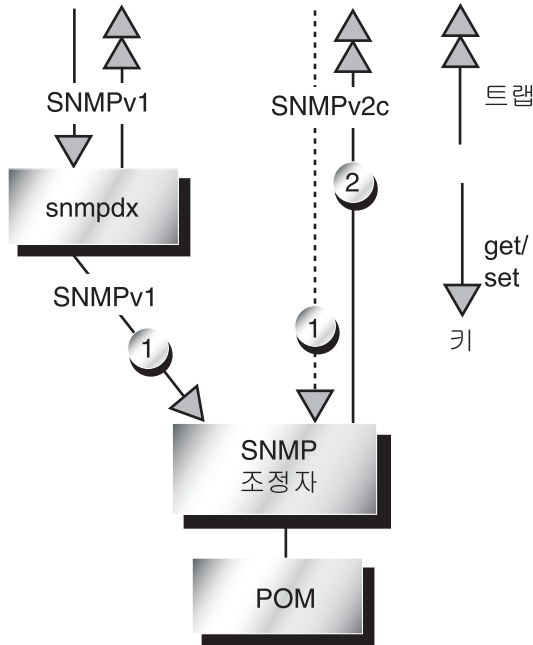 SNMPv1
SNMPv2c
트랩
2
snmpdx
get/
set
SNMPv1
1
1
키
SNMP
조정자
POM